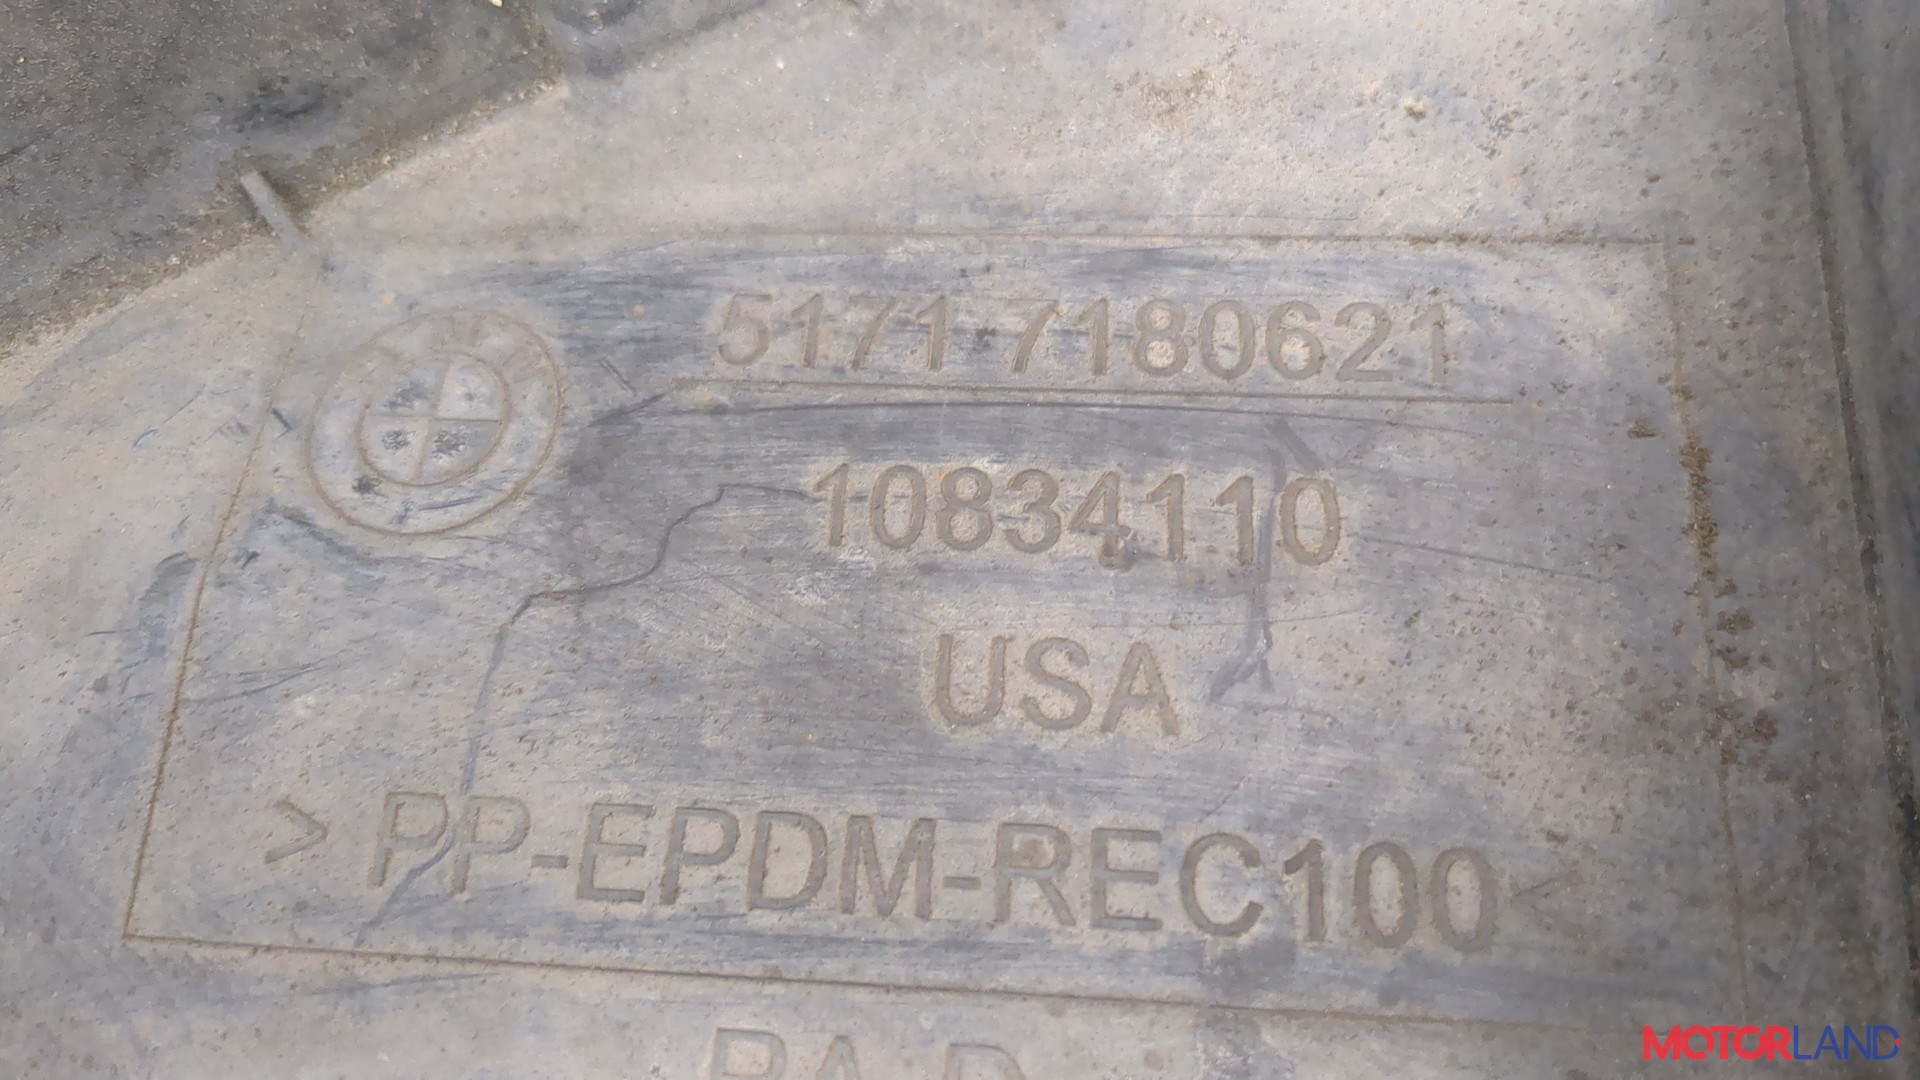 5171 7180621
10834110
USA
> PP-EPDM-REC100 <
MOTORLAND